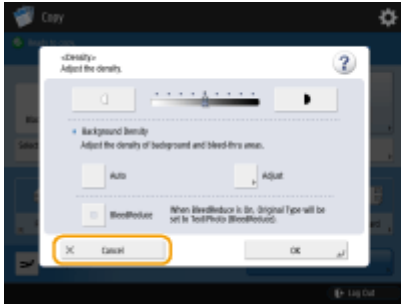 Copy
<Density>
Adjust the density.
Background Density
Adjust the density of background and bleed-thru areas.
Auto
Adjust
BleedReduce
When BleedReduce is On, Original Type will be
set to Text/Photo (BleedReduce).
Cancel
OK
Log Out